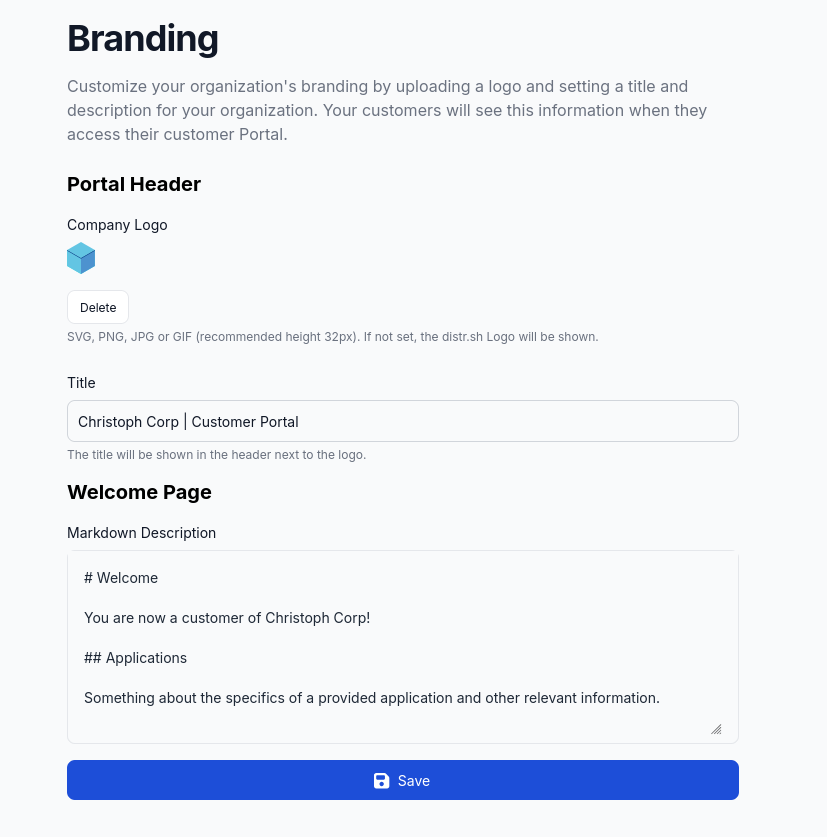 Branding
Customize your organization's branding by uploading a logo and setting a title and
description for your organization. Your customers will see this information when they
access their customer Portal.
Portal Header
Company Logo
Delete
SVG, PNG, JPG or GIF (recommended height 32px). If not set, the distr.sh Logo will be shown.
Title
Christoph Corp | Customer Portal
The title will be shown in the header next to the logo.
Welcome Page
Markdown Description
# Welcome
You are now a customer of Christoph Corp!
## Applications
Something about the specifics of a provided application and other relevant information.
Save